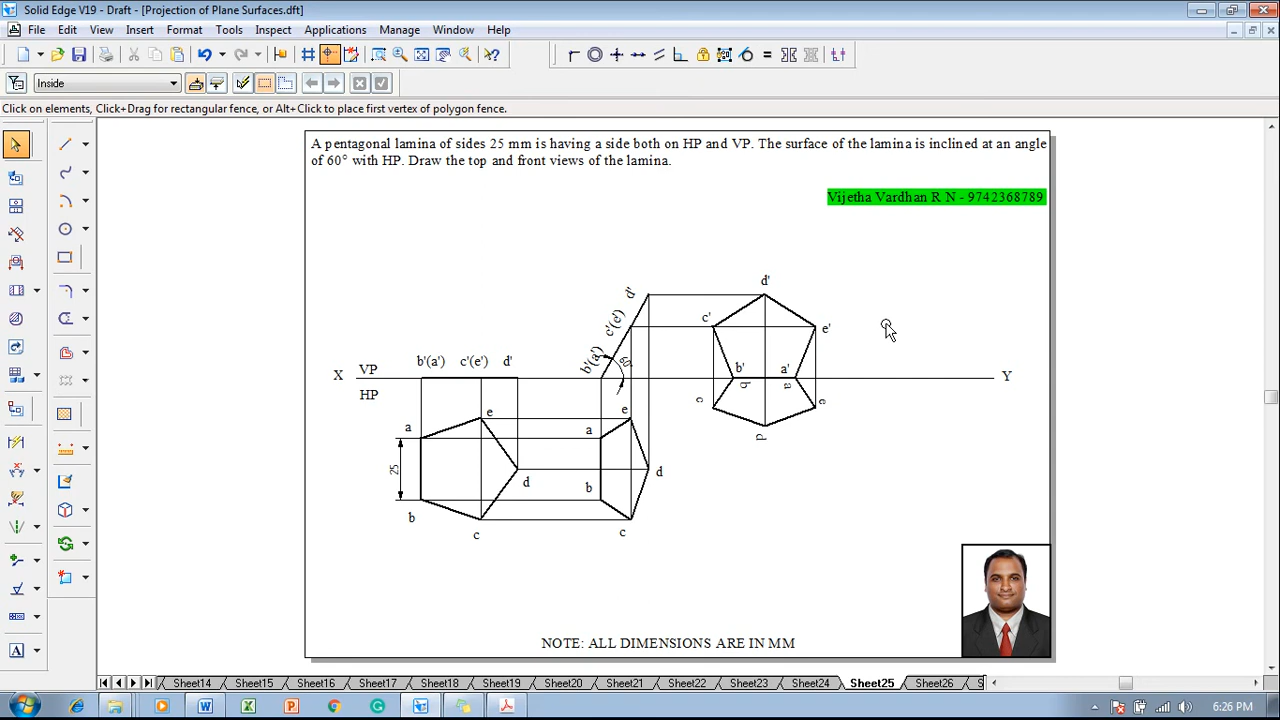 Solid Edge V19 - Draft - [Projection of Plane Surfaces.dft]
File Edit View Insert Format Tools Inspect Applications Manage Window Help
Inside
Click on elements, Click+Drag for rectangular fence, or Alt+Click to place first vertex of polygon fence.
A pentagonal lamina of sides 25 mm is having a side both on HP and VP. The surface of the lamina is inclined at an angle
of 60° with HP. Draw the top and front views of the lamina.
Vijetha Vardhan R N - 9742368789
d'
d'
c'
e'
c'(e')
b'(a')
60°
b'(a') c'(e') d'
b' a'
X VP Y
HP
b a
c e
d
a e
a e
25
d
b d
b
c c
NOTE: ALL DIMENSIONS ARE IN MM
Sheet14 Sheet15 Sheet16 Sheet17 Sheet18 Sheet19 Sheet20 Sheet21 Sheet22 Sheet23 Sheet24 Sheet25 Sheet26 S
6:26 PM